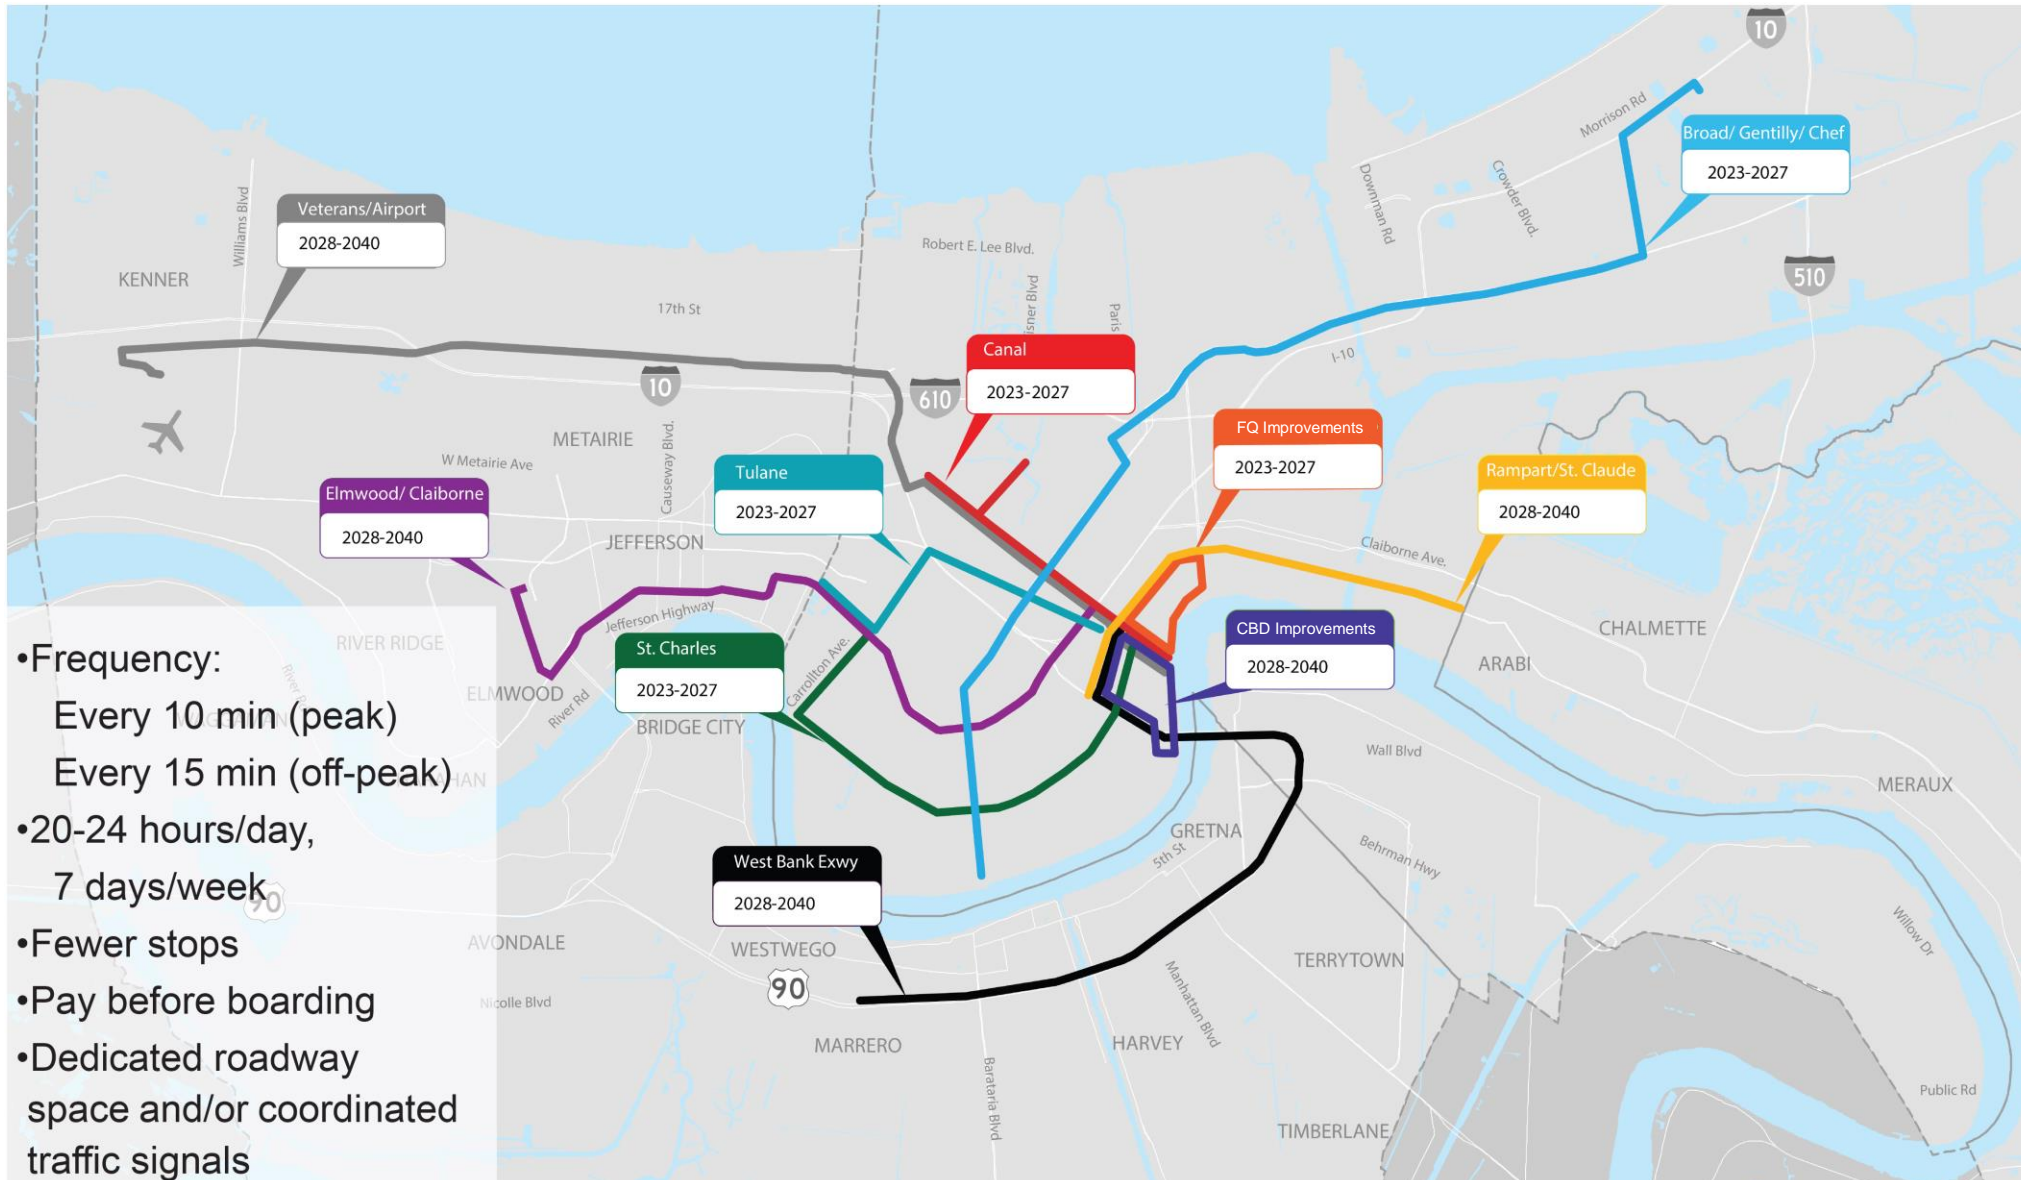 10
Morrison Rd
Broad/ Gentilly/ Chef
2023-2027
Downman Rd
Crowder Blvd.
Williams Blvd
Veterans/Airport
2028-2040
Robert E. Lee Blvd.
KENNER
510
17th St
isner Blvd
Paris
Canal
2023-2027
I-10
10
610
METAIRIE
W Metairie Ave
Causeway Blvd.
FQ Improvements
2023-2027
Tulane
2023-2027
Rampart/St. Claude
2028-2040
Elmwood/ Claiborne
2028-2040
JEFFERSON
Claiborne Ave.
Jefferson Highway
RIVER RIDGE
St. Charles
2023-2027
Carrollton Ave.
CBD Improvements
2028-2040
CHALMETTE
ARABI
ELMWOOD
River Rd
BRIDGE CITY
Wall Blvd
MERAUX
•Frequency:
Every 10 min (peak)
Every 15 min (off-peak)
•20-24 hours/day,
7 days/week
•Fewer stops
•Pay before boarding
•Dedicated roadway
space and/or coordinated
traffic signals
90
GRETNA
5th St
Behrman Hwy
West Bank Exwy
2028-2040
AVONDALE
WESTWEGO
90
TERRYTOWN
Willow Dr
Nicolle Blvd
Manhattan Blvd
MARRERO
HARVEY
Barataria Blvd
Public Rd
TIMBERLANE